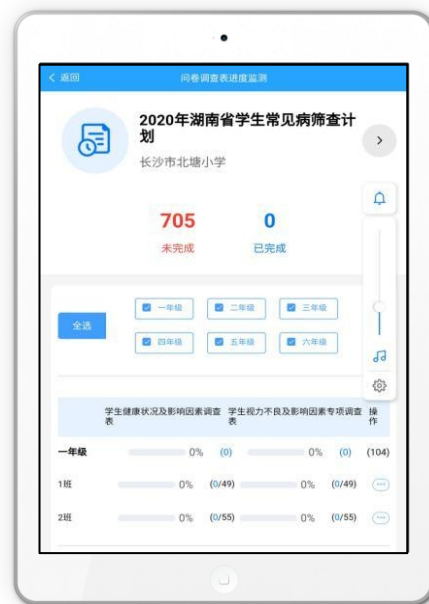 返回
问卷调查表进度监测
2020年湖南省学生常见病筛查计
划
长沙市北塘小学
705
0
未完成
已完成
全选
一年级
二年级
三年级
四年级
五年级
六年级
学生健康状况及影响因素调查
表
学生视力不良及影响因素专项调查
表
操
作
一年级 0% (0) 0% (0) (104)
1班 0% (0/49) 0% (0/49)
2班 0% (0/55) 0% (0/55)